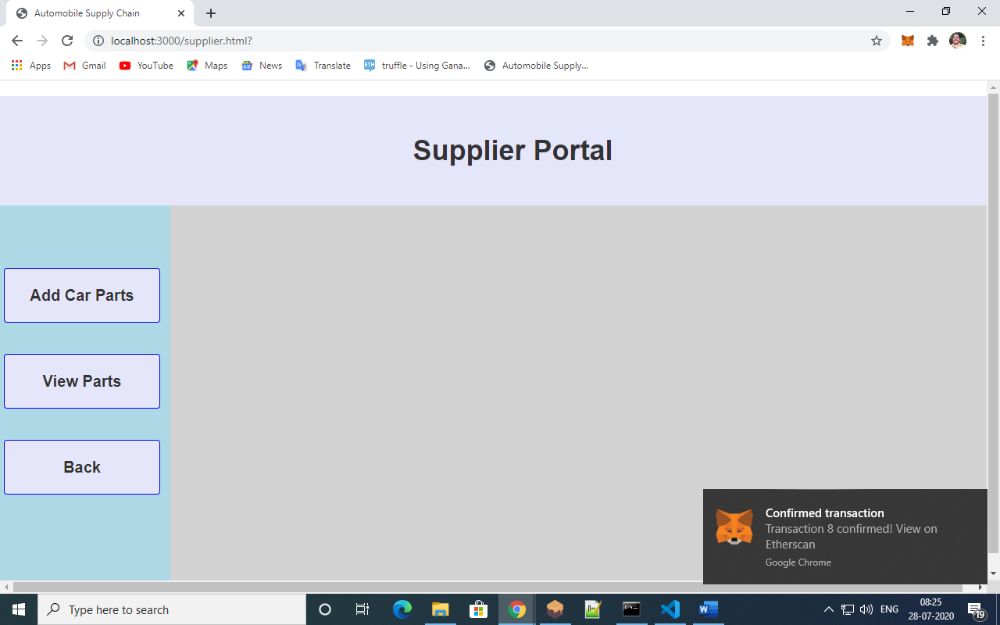 Automobile Supply Chain
localhost:3000/supplier.html?
Apps Gmail YouTube Maps News Translate ETH truffle - Using Gana... Automobile Supply...
Supplier Portal
Add Car Parts
View Parts
Back
Confirmed transaction
Transaction 8 confirmed! View on
Etherscan
Google Chrome
Type here to search
ENG
08:25
28-07-2020
19